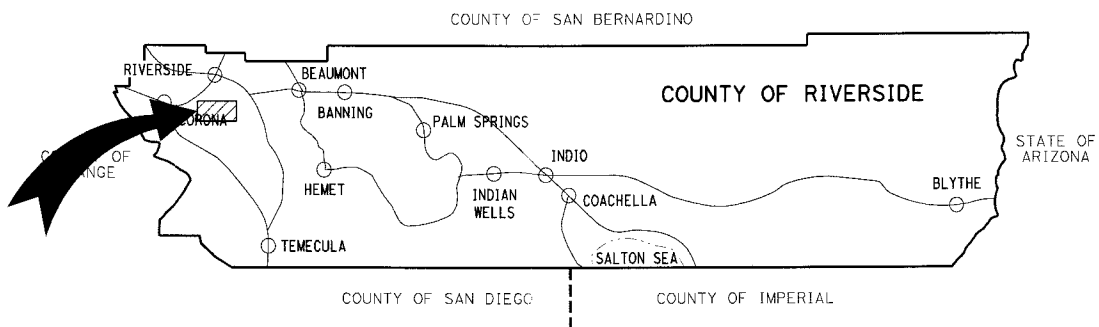 COUNTY OF SAN BERNARDINO
RIVERSIDE
BEAUMONT
BANNING
COUNTY OF RIVERSIDE
CORONA
PALM SPRINGS
STATE OF
ARIZONA
OF
INDIO
HEMET
INDIAN
WELLS
COACHELLA
BLYTHE
TEMECULA
SALTON SEA
COUNTY OF SAN DIEGO
COUNTY OF IMPERIAL